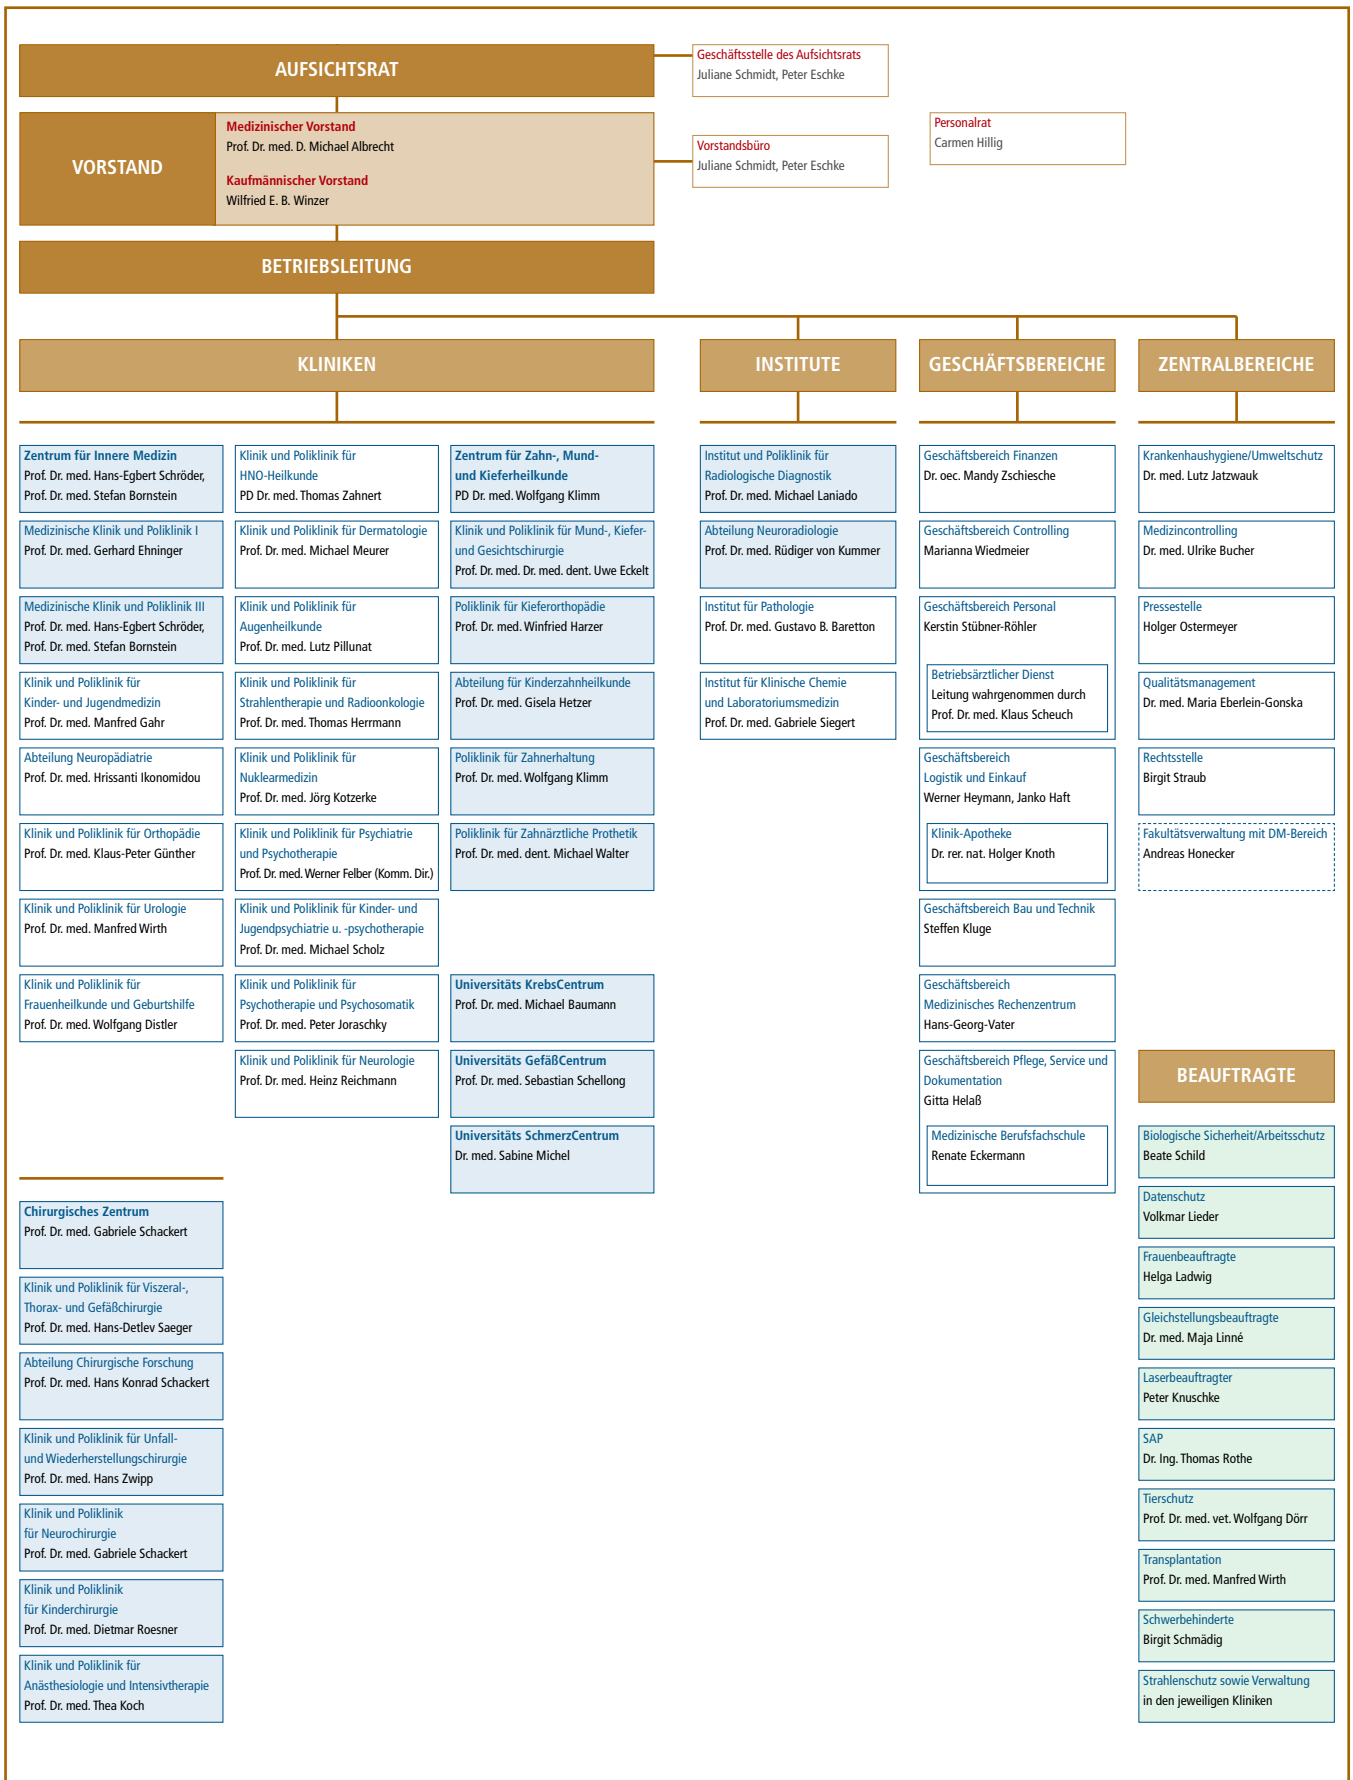 AUFSICHTSRAT
Geschäftsstelle des Aufsichtsrats
Juliane Schmidt, Peter Eschke
VORSTAND
Medizinischer Vorstand
Prof. Dr. med. D. Michael Albrecht
Kaufmännischer Vorstand
Wilfried E. B. Winzer
Vorstandsbüro
Juliane Schmidt, Peter Eschke
Personalrat
Carmen Hillig
BETRIEBSLEITUNG
KLINIKEN
Zentrum für Innere Medizin
Prof. Dr. med. Hans-Egbert Schröder,
Prof. Dr. med. Stefan Bornstein
Medizinische Klinik und Poliklinik I
Prof. Dr. med. Gerhard Ehninger
Medizinische Klinik und Poliklinik III
Prof. Dr. med. Hans-Egbert Schröder,
Prof. Dr. med. Stefan Bornstein
Klinik und Poliklinik für
Kinder- und Jugendmedizin
Prof. Dr. med. Manfred Gahr
Abteilung Neuropädiatrie
Prof. Dr. med. Hrissanti Ikonomidou
Klinik und Poliklinik für Orthopädie
Prof. Dr. med. Klaus-Peter Günther
Klinik und Poliklinik für Urologie
Prof. Dr. med. Manfred Wirth
Klinik und Poliklinik für
Frauenheilkunde und Geburtshilfe
Prof. Dr. med. Wolfgang Distler
Chirurgisches Zentrum
Prof. Dr. med. Gabriele Schackert
Klinik und Poliklinik für Viszeral-,
Thorax- und Gefäßchirurgie
Prof. Dr. med. Hans-Detlev Saeger
Abteilung Chirurgische Forschung
Prof. Dr. med. Hans Konrad Schackert
Klinik und Poliklinik für Unfall-
und Wiederherstellungschirurgie
Prof. Dr. med. Hans Zwipp
Klinik und Poliklinik
für Neurochirurgie
Prof. Dr. med. Gabriele Schackert
Klinik und Poliklinik
für Kinderchirurgie
Prof. Dr. med. Dietmar Roesner
Klinik und Poliklinik für
Anästhesiologie und Intensivtherapie
Prof. Dr. med. Thea Koch
Klinik und Poliklinik für
HNO-Heilkunde
PD Dr. med. Thomas Zahnert
Klinik und Poliklinik für Dermatologie
Prof. Dr. med. Michael Meurer
Klinik und Poliklinik für
Augenheilkunde
Prof. Dr. med. Lutz Pillunat
Klinik und Poliklinik für
Strahlentherapie und Radioonkologie
Prof. Dr. med. Thomas Herrmann
Klinik und Poliklinik für
Nuklearmedizin
Prof. Dr. med. Jörg Kotzerke
Klinik und Poliklinik für Psychiatrie
und Psychotherapie
Prof. Dr. med. Werner Felber (Komm. Dir.)
Klinik und Poliklinik für Kinder- und
Jugendpsychiatrie u. -psychotherapie
Prof. Dr. med. Michael Scholz
Klinik und Poliklinik für
Psychotherapie und Psychosomatik
Prof. Dr. med. Peter Joraschky
Klinik und Poliklinik für Neurologie
Prof. Dr. med. Heinz Reichmann
Zentrum für Zahn-, Mund-
und Kieferheilkunde
PD Dr. med. Wolfgang Klimm
Klinik und Poliklinik für Mund-, Kiefer-
und Gesichtschirurgie
Prof. Dr. med. Dr. med. dent. Uwe Eckelt
Poliklinik für Kieferorthopädie
Prof. Dr. med. Winfried Harzer
Abteilung für Kinderzahnheilkunde
Prof. Dr. med. Gisela Hetzer
Poliklinik für Zahnerhaltung
Prof. Dr. med. Wolfgang Klimm
Poliklinik für Zahnärztliche Prothetik
Prof. Dr. med. dent. Michael Walter
Universitäts KrebsCentrum
Prof. Dr. med. Michael Baumann
Universitäts GefäßCentrum
Prof. Dr. med. Sebastian Schellong
Universitäts SchmerzCentrum
Dr. med. Sabine Michel
INSTITUTE
Institut und Poliklinik für
Radiologische Diagnostik
Prof. Dr. med. Michael Laniado
Abteilung Neuroradiologie
Prof. Dr. med. Rüdiger von Kummer
Institut für Pathologie
Prof. Dr. med. Gustavo B. Baretton
Institut für Klinische Chemie
und Laboratoriumsmedizin
Prof. Dr. med. Gabriele Siegert
GESCHÄFTSBEREICHE
Geschäftsbereich Finanzen
Dr. oec. Mandy Zschiesche
Geschäftsbereich Controlling
Marianna Wiedmeier
Geschäftsbereich Personal
Kerstin Stübner-Röhler
Betriebsärztlicher Dienst
Leitung wahrgenommen durch
Prof. Dr. med. Klaus Scheuch
Geschäftsbereich
Logistik und Einkauf
Werner Heymann, Janko Haft
Klinik-Apotheke
Dr. rer. nat. Holger Knoth
Geschäftsbereich Bau und Technik
Steffen Kluge
Geschäftsbereich
Medizinisches Rechenzentrum
Hans-Georg-Vater
Geschäftsbereich Pflege, Service und
Dokumentation
Gitta Helaß
Medizinische Berufsfachschule
Renate Eckermann
ZENTRALBEREICHE
Krankenhaushygiene/Umweltschutz
Dr. med. Lutz Jatzwauk
Medizincontrolling
Dr. med. Ulrike Bucher
Pressestelle
Holger Ostermeyer
Qualitätsmanagement
Dr. med. Maria Eberlein-Gonska
Rechtsstelle
Birgit Straub
Fakultätsverwaltung mit DM-Bereich
Andreas Honecker
BEAUFTRAGTE
Biologische Sicherheit/Arbeitsschutz
Beate Schild
Datenschutz
Volkmar Lieder
Frauenbeauftragte
Helga Ladwig
Gleichstellungsbeauftragte
Dr. med. Maja Linné
Laserbeauftragter
Peter Knuschke
SAP
Dr. Ing. Thomas Rothe
Tierschutz
Prof. Dr. med. vet. Wolfgang Dörr
Transplantation
Prof. Dr. med. Manfred Wirth
Schwerbehinderte
Birgit Schmädig
Strahlenschutz sowie Verwaltung
in den jeweiligen Kliniken